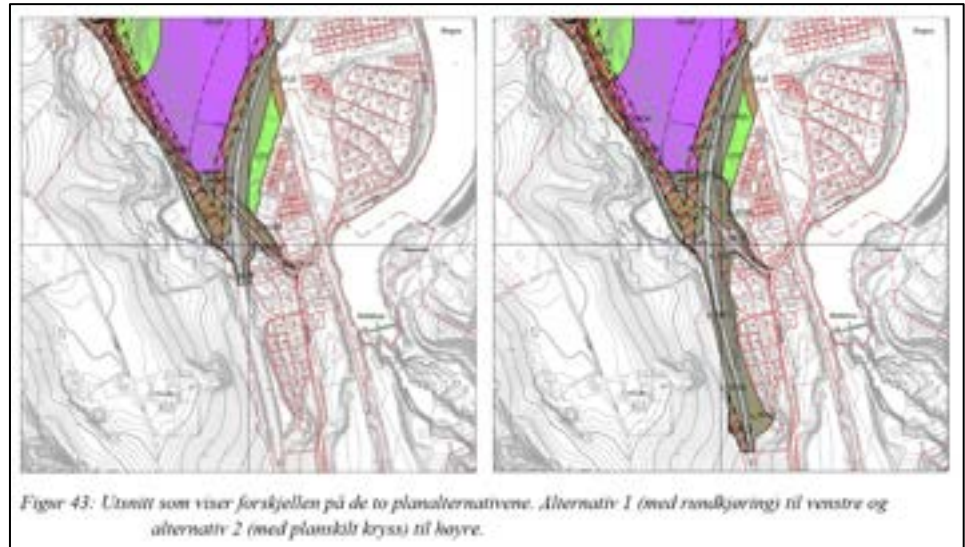 Figur 43: Utsnitt som viser forskjellen på de to planalternativene. Alternativ 1 (med rundkjøring) til venstre og
alternativ 2 (med planskilt kryss) til høyre.